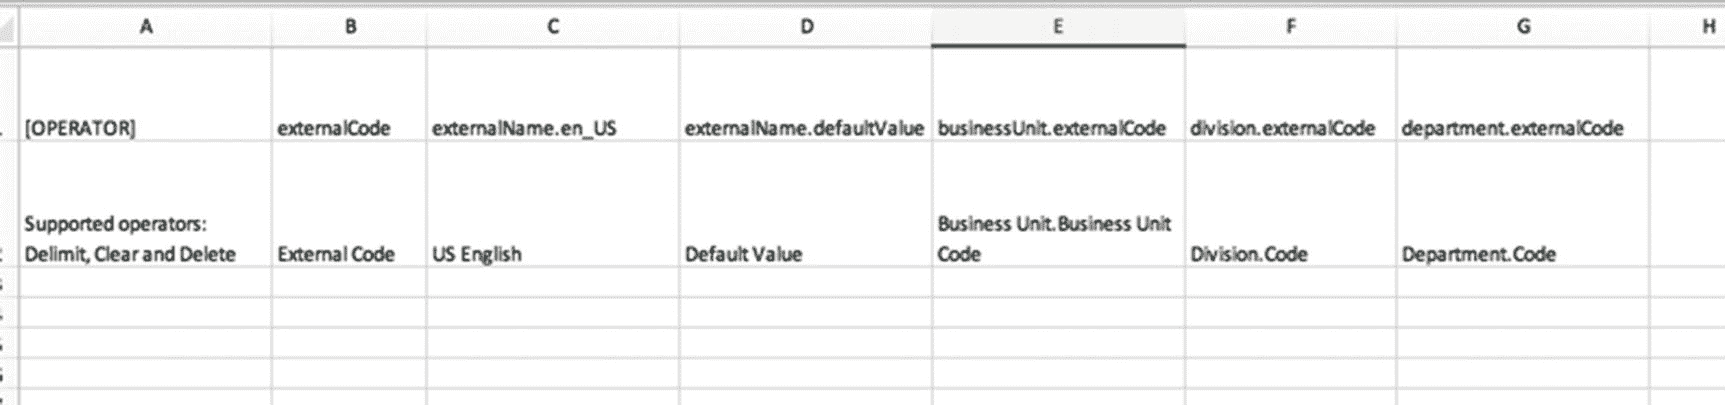 A B C D E F G H
[OPERATOR] externalCode externalName.en_US externalName.defaultValue businessUnit.externalCode division.externalCode department.externalCode
Supported operators: Business Unit.Business Unit
Delimit, Clear and Delete External Code US English Default Value Code Division.Code Department.Code